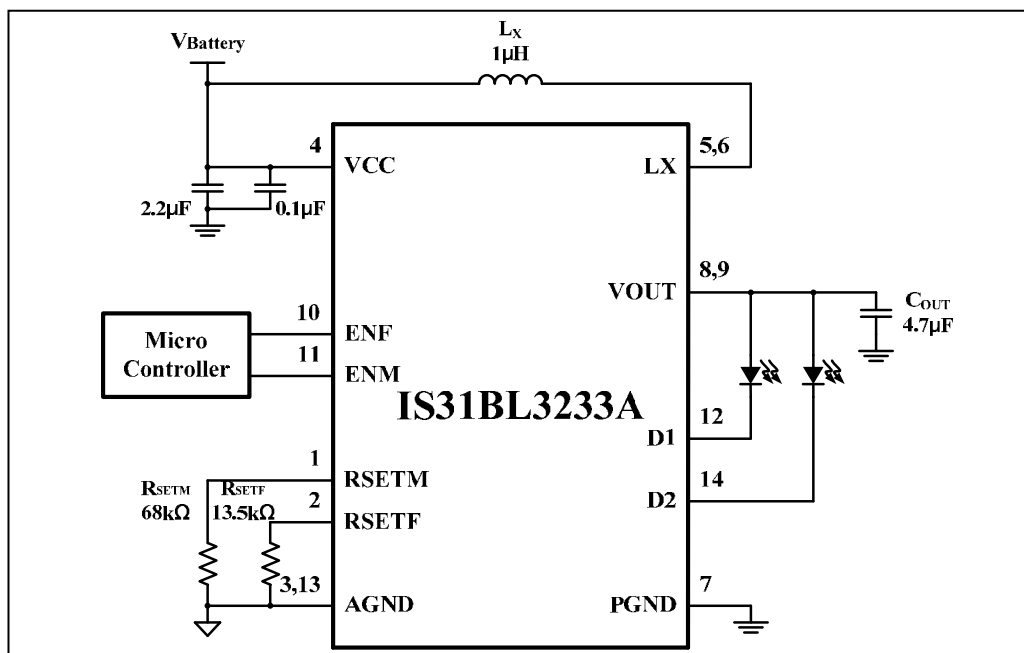 VBattery
LX
1µH
4
VCC
5,6
LX
2.2µF
0.1µF
8,9
VOUT
COUT
4.7µF
Micro
Controller
10
ENF
11
ENM
IS31BL3233A
12
D1
1
RSETM
14
D2
RSETM
68kΩ
RSETF
13.5kΩ
2
RSETF
3,13
AGND
7
PGND